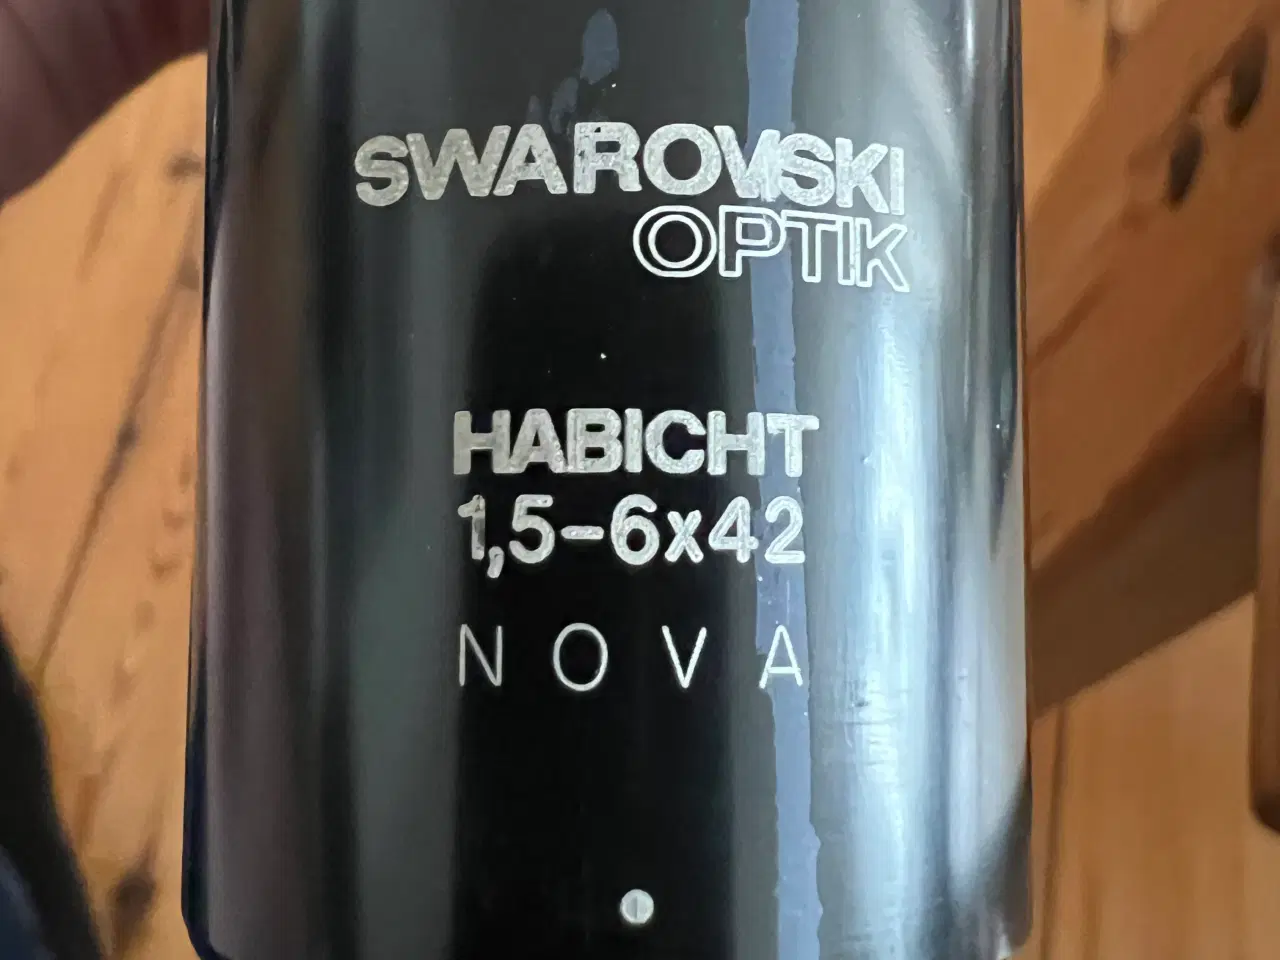 SWAROVSKI
OPTIK
HABICHT
1,5-6x42
NOVA